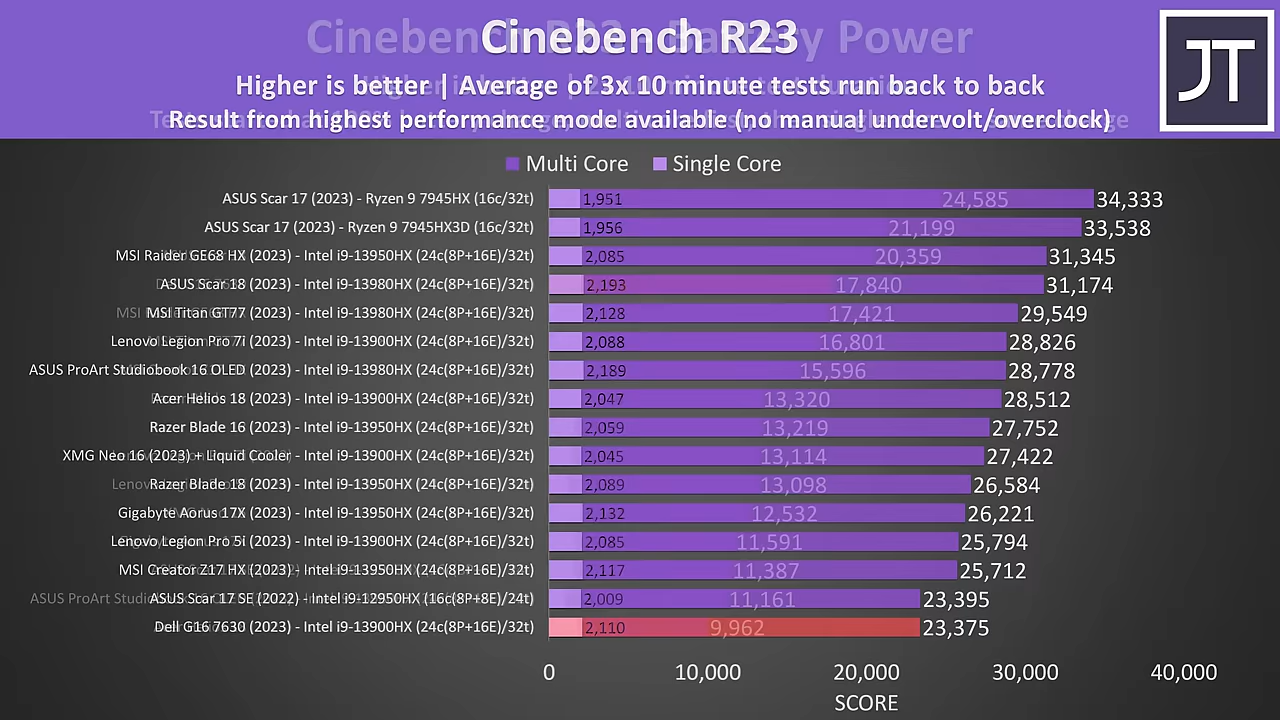 Cinebench R23
JT
Higher is better | Average of 3x 10 minute tests run back to back
Result from highest performance mode available (no manual undervolt/overclock)
Multi Core Single Core
ASUS Scar 17 (2023) - Ryzen 9 7945HX (16c/32t) 1,951 24,585 34,333
ASUS Scar 17 (2023) - Ryzen 9 7945HX3D (16c/32t) 1,956 21,199 33,538
MSI Raider GE68 HX (2023) - Intel i9-13950HX (24c(8P+16E)/32t) 2,085 20,359 31,345
ASUS Scar 18 (2023) - Intel i9-13980HX (24c(8P+16E)/32t) 2,193 17,840 31,174
MSI Titan GT77 (2023) - Intel i9-13980HX (24c(8P+16E)/32t) 2,128 17,421 29,549
Lenovo Legion Pro 7i (2023) - Intel i9-13900HX (24c(8P+16E)/32t) 2,088 16,801 28,826
ASUS ProArt Studiobook 16 OLED (2023) - Intel i9-13980HX (24c(8P+16E)/32t) 2,189 15,596 28,778
Acer Helios 18 (2023) - Intel i9-13900HX (24c(8P+16E)/32t) 2,047 13,320 28,512
Razer Blade 16 (2023) - Intel i9-13950HX (24c(8P+16E)/32t) 2,059 13,219 27,752
XMG Neo 16 (2023) + Liquid Cooler - Intel i9-13900HX (24c(8P+16E)/32t) 2,045 13,114 27,422
Razer Blade 18 (2023) - Intel i9-13950HX (24c(8P+16E)/32t) 2,089 13,098 26,584
Gigabyte Aorus 17X (2023) - Intel i9-13950HX (24c(8P+16E)/32t) 2,132 12,532 26,221
Lenovo Legion Pro 5i (2023) - Intel i9-13900HX (24c(8P+16E)/32t) 2,085 11,591 25,794
MSI Creator Z17 HX (2023) - Intel i9-13950HX (24c(8P+16E)/32t) 2,117 11,387 25,712
ASUS Scar 17 SE (2022) - Intel i9-12950HX (16c(8P+8E)/24t) 2,009 11,161 23,395
Dell G16 7630 (2023) - Intel i9-13900HX (24c(8P+16E)/32t) 2,110 9,962 23,375
0 10,000 20,000 30,000 40,000
SCORE